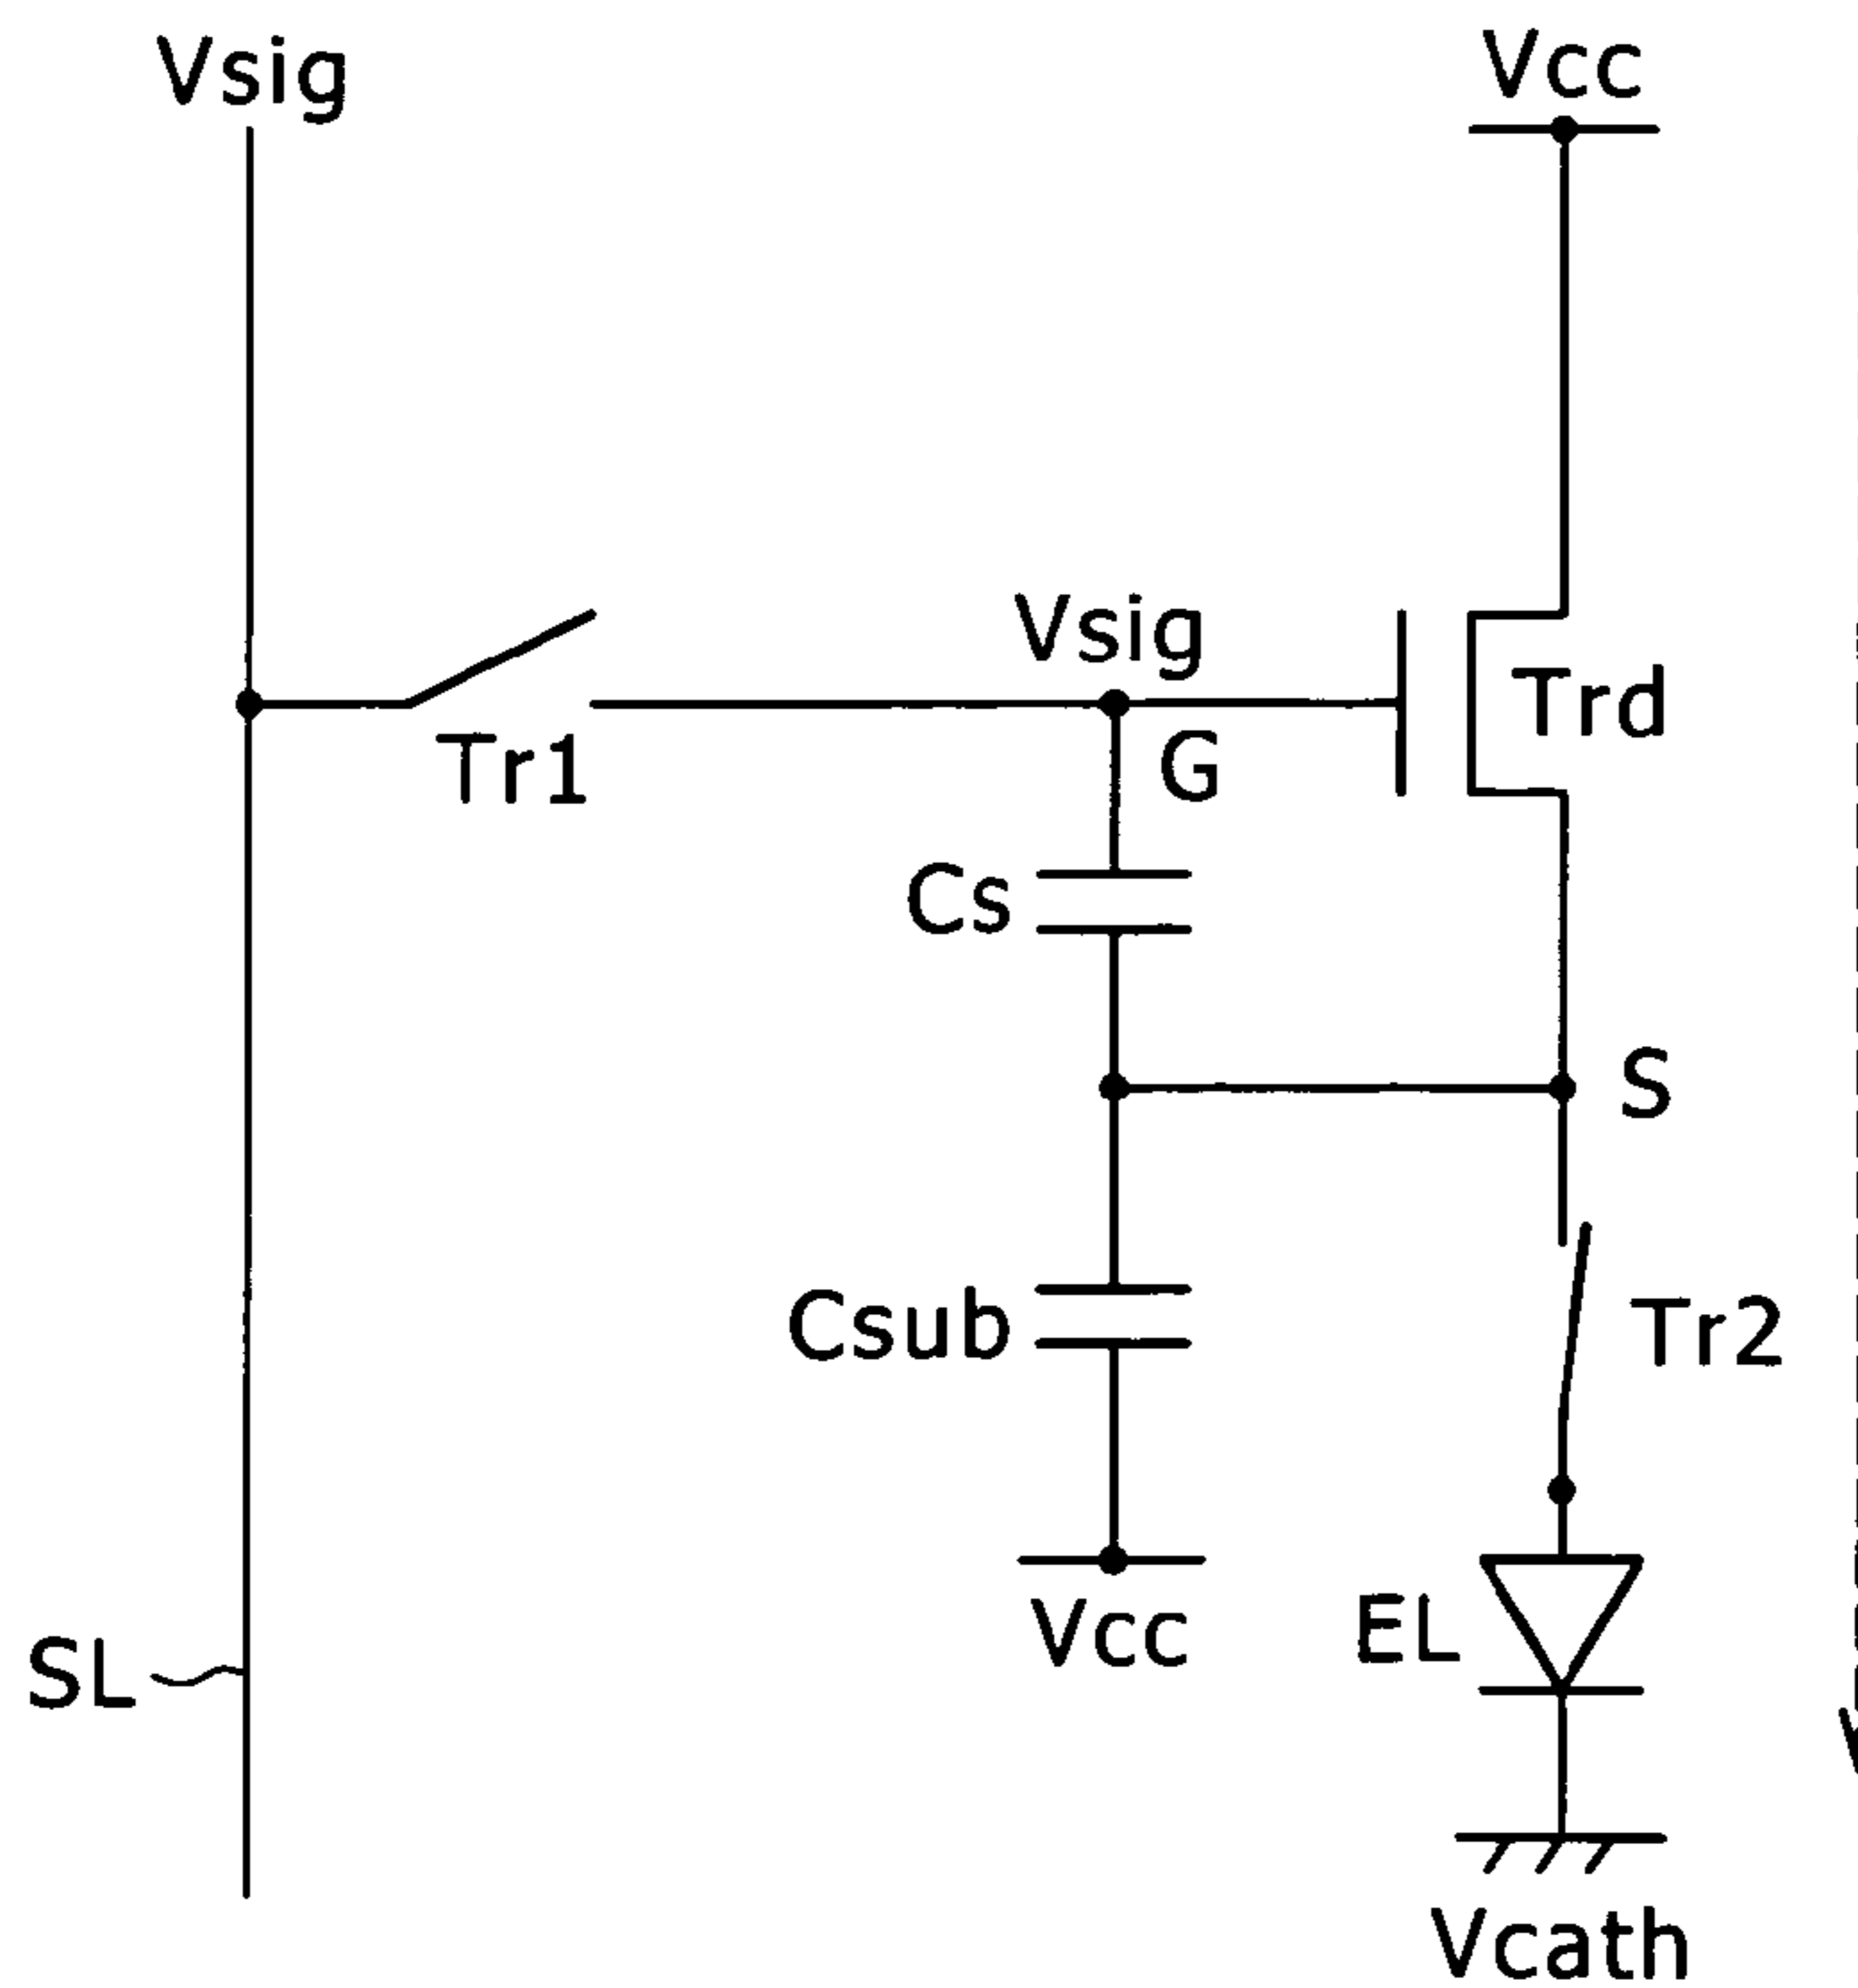 Vsig
Vcc
Vsig
Trd
Tr1
G
Cs
S
Csub
Tr2
Vcc
EL
SL
Vcath